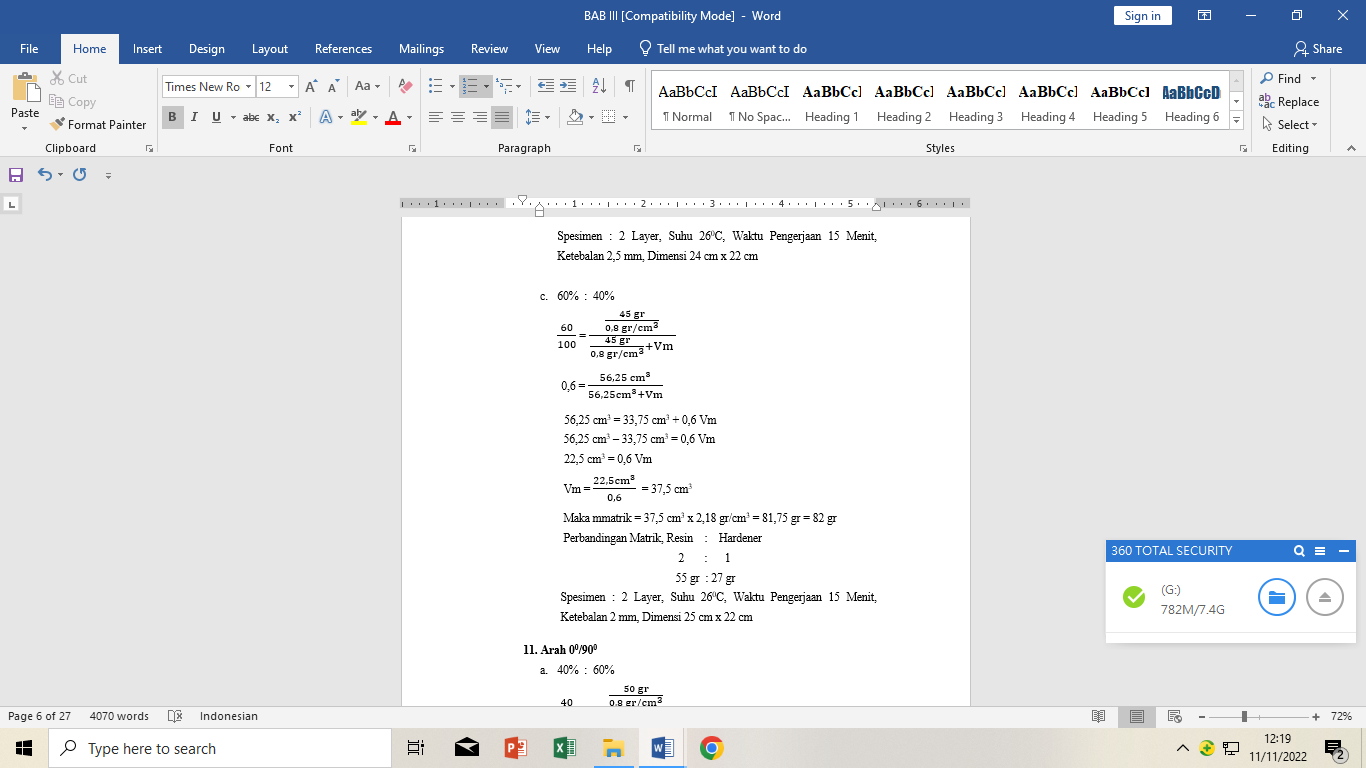 BAB III [Compatibility Mode] - Word
Sign in
File Home Insert Design Layout References Mailings Review View Help Tell me what you want to do Share
Paste
Cut
Copy
Format Painter
Clipboard
Times New Ro 12
Font
Paragraph
AaBbCcI AaBbCcI AaBbCcl AaBbCcl AaBbCcl AaBbCcl AaBbCcl AaBbCcD
¶ Normal ¶ No Spac... Heading 1 Heading 2 Heading 3 Heading 4 Heading 5 Heading 6
Styles
Find
Replace
Select
Editing
1 1 2 3 4 5 6
Spesimen : 2 Layer, Suhu 26⁰C, Waktu Pengerjaan 15 Menit,
Ketebalan 2,5 mm, Dimensi 24 cm x 22 cm
c. 60% : 40%
60/100 = (45 gr / 0,8 gr/cm³) / (45 gr / 0,8 gr/cm³ +Vm)
0,6 = 56,25 cm³ / 56,25cm³+Vm
56,25 cm³ = 33,75 cm³ + 0,6 Vm
56,25 cm³ – 33,75 cm³ = 0,6 Vm
22,5 cm³ = 0,6 Vm
Vm = 22,5cm³ / 0,6 = 37,5 cm³
Maka mmatrik = 37,5 cm³ x 2,18 gr/cm³ = 81,75 gr = 82 gr
Perbandingan Matrik, Resin : Hardener
2 : 1
55 gr : 27 gr
Spesimen : 2 Layer, Suhu 26⁰C, Waktu Pengerjaan 15 Menit,
Ketebalan 2 mm, Dimensi 25 cm x 22 cm
11. Arah 0⁰/90⁰
a. 40% : 60%
50 gr
40 0,8 gr/cm³
360 TOTAL SECURITY
(G:)
782M/7.4G
Page 6 of 27 4070 words Indonesian 72%
Type here to search
12:19
11/11/2022
2